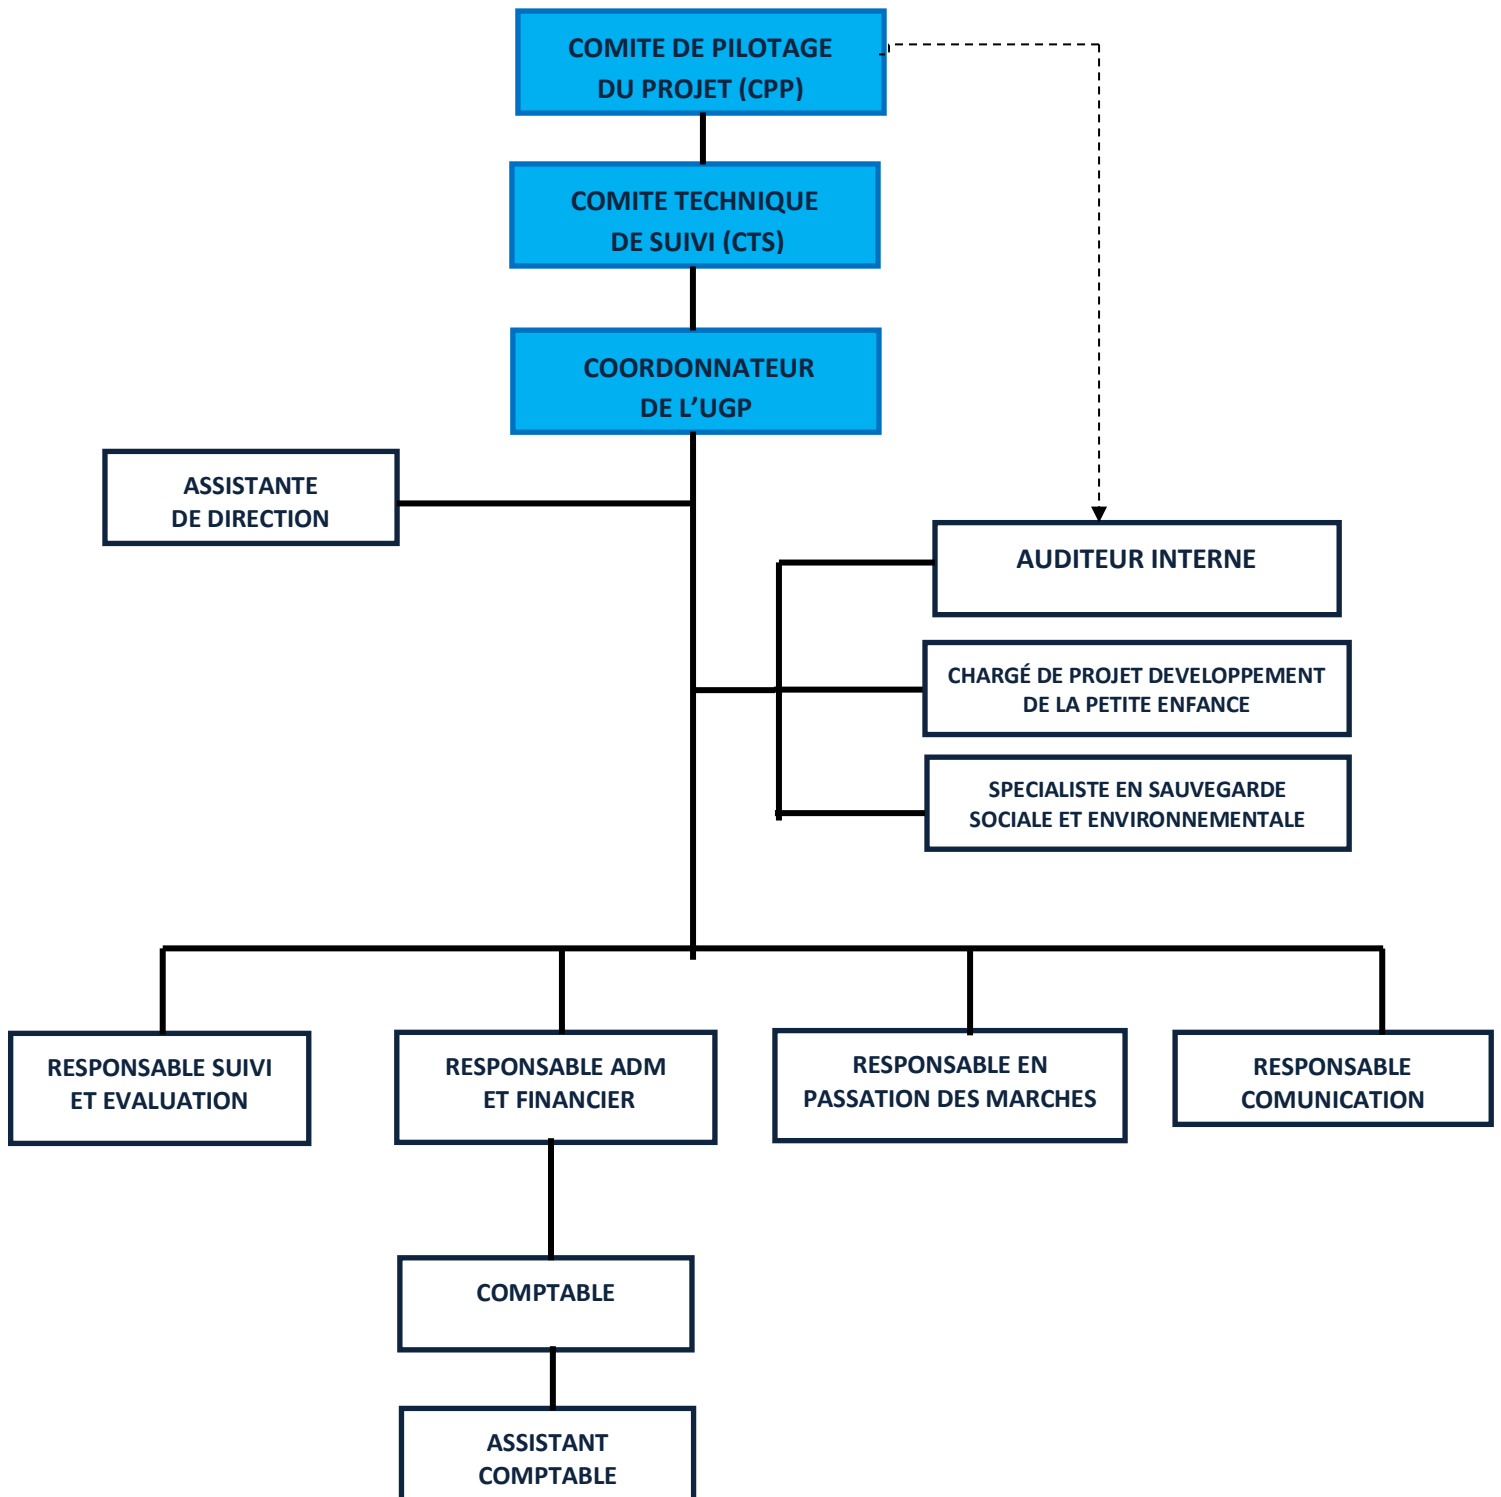 COMITE DE PILOTAGE
DU PROJET (CPP)
COMITE TECHNIQUE
DE SUIVI (CTS)
COORDONNATEUR
DE L’UGP
ASSISTANTE
DE DIRECTION
AUDITEUR INTERNE
CHARGÉ DE PROJET DEVELOPPEMENT
DE LA PETITE ENFANCE
SPECIALISTE EN SAUVEGARDE
SOCIALE ET ENVIRONNEMENTALE
RESPONSABLE SUIVI
ET EVALUATION
RESPONSABLE ADM
ET FINANCIER
RESPONSABLE EN
PASSATION DES MARCHES
RESPONSABLE
COMUNICATION
COMPTABLE
ASSISTANT
COMPTABLE